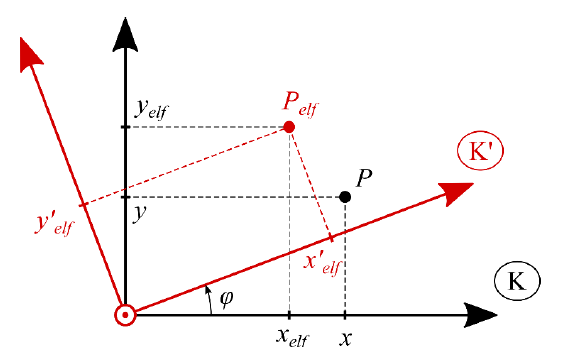 y_elf
P_elf
K'
P
y
y'_elf
x'_elf
φ
K
x_elf
x